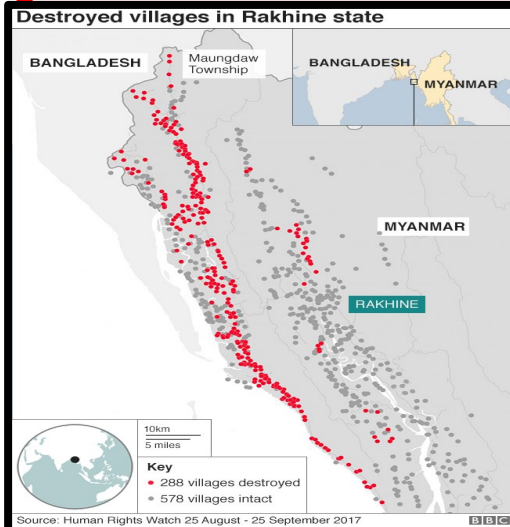 Destroyed villages in Rakhine state
BANGLADESH
Maungdaw
Township
BANGLADESH
MYANMAR
MYANMAR
RAKHINE
10km
5 miles
Key
288 villages destroyed
578 villages intact
Source: Human Rights Watch 25 August - 25 September 2017
BBC